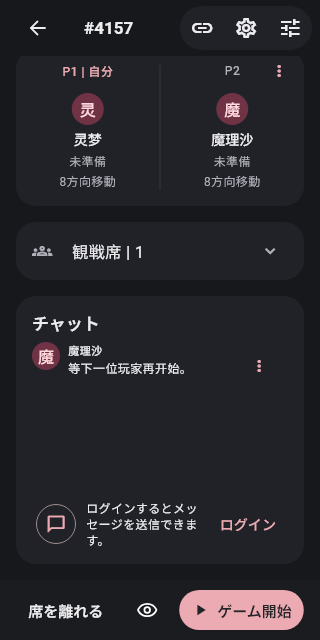 #4157
P1 | 自分
P2
灵
魔
灵梦
魔理沙
未準備
未準備
8方向移動
8方向移動
観戦席 | 1
チャット
魔
魔理沙
等下一位玩家再开始。
ログインするとメッ
セージを送信できま
す。
ログイン
席を離れる
ゲーム開始